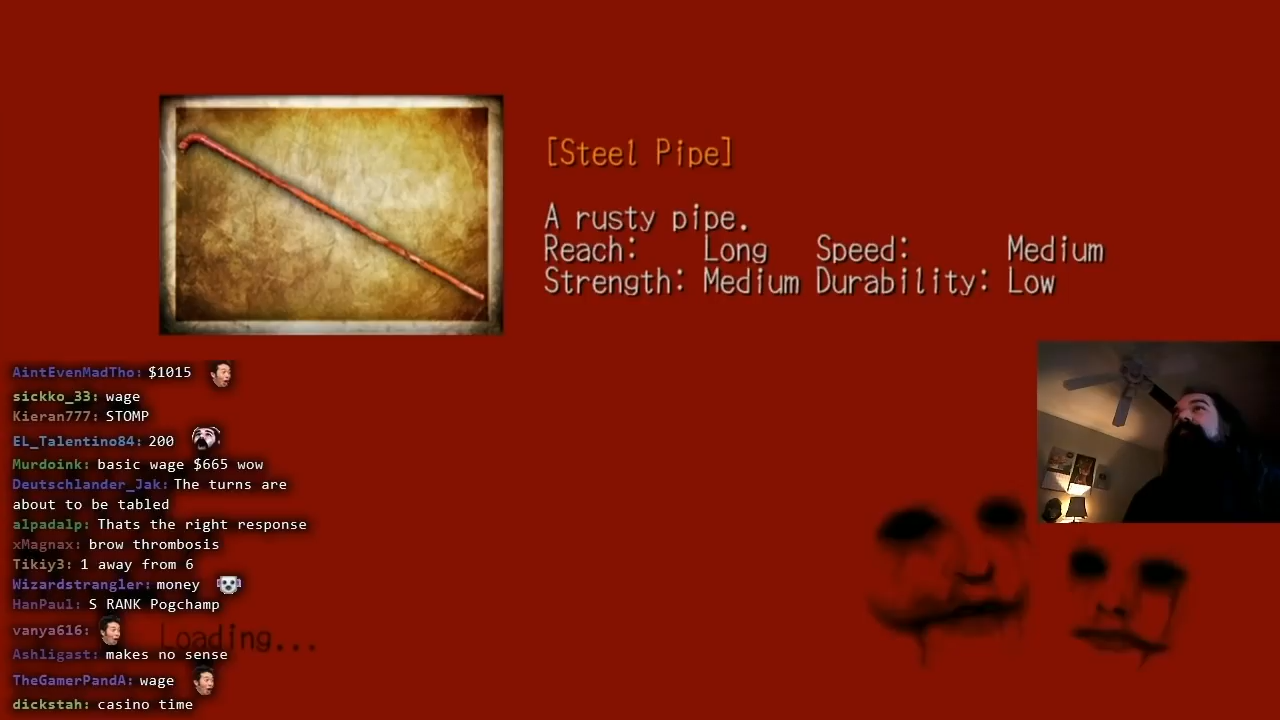 [Steel Pipe]
A rusty pipe.
Reach: Long Speed: Medium
Strength: Medium Durability: Low
AintEvenMadTho: $1015
sickko_33: wage
Kieran777: STOMP
EL_Talentino84: 200
Murdoink: basic wage $665 wow
Deutschlander_Jak: The turns are
about to be tabled
alpadalp: Thats the right response
xMagnax: brow thrombosis
Tikiy3: 1 away from 6
Wizardstrangler: money
HanPaul: S RANK Pogchamp
vanya616:
Loading...
Ashligast: makes no sense
TheGamerPandA: wage
dickstah: casino time